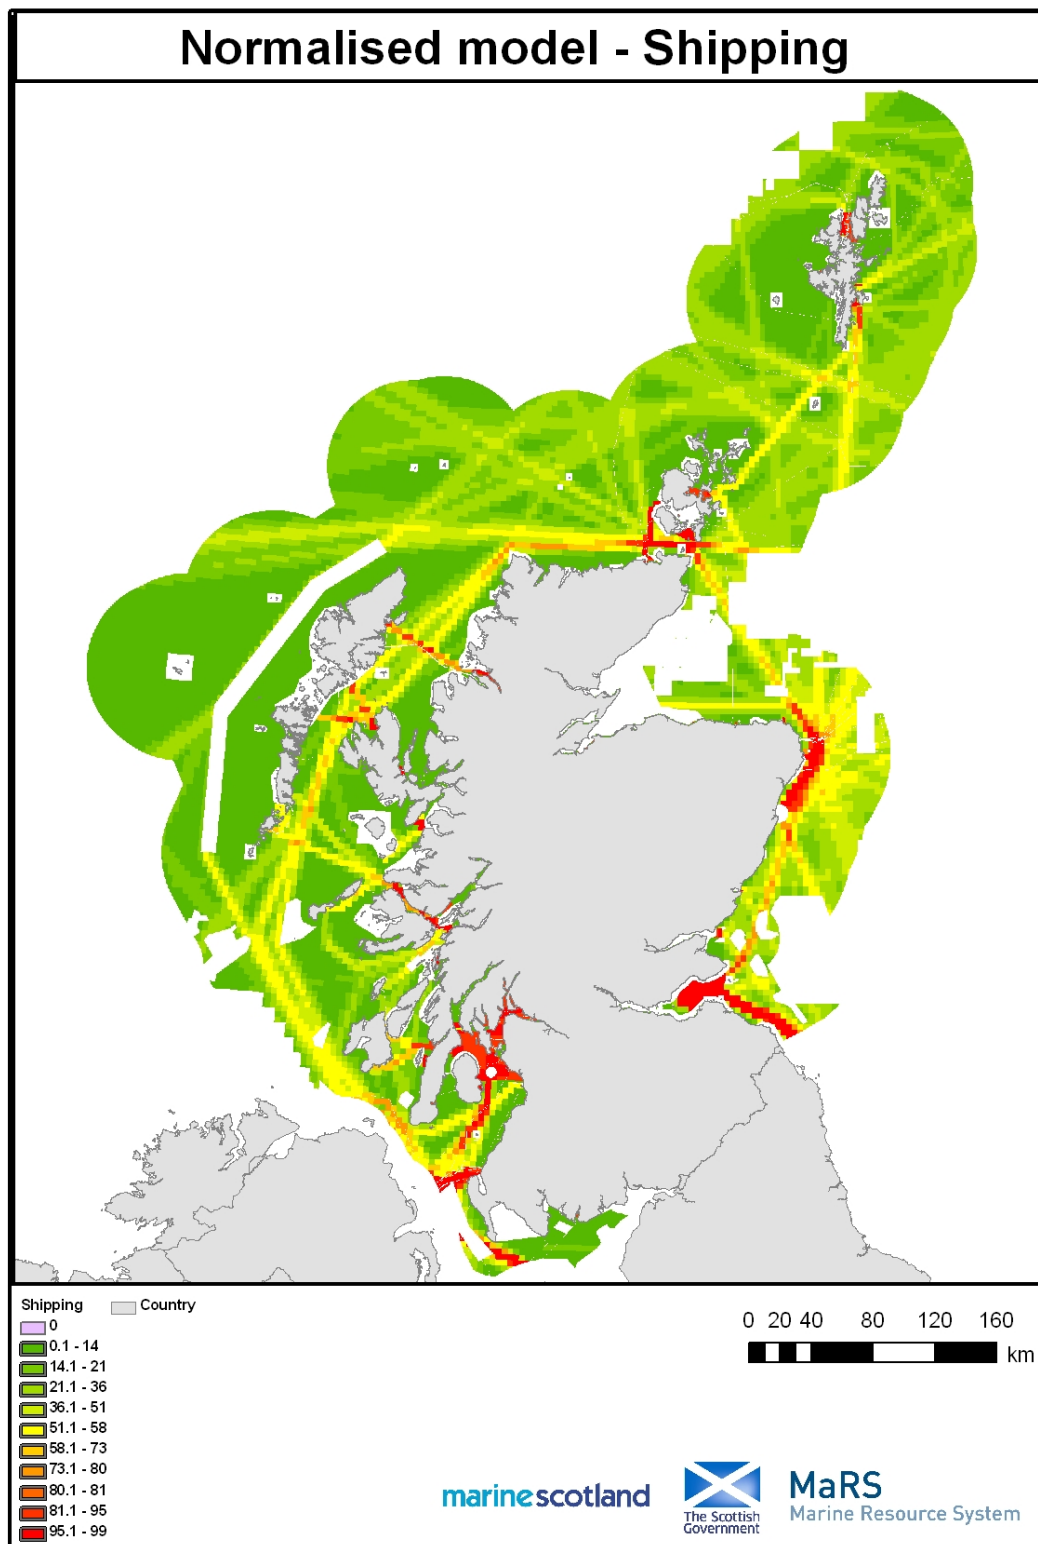 Normalised model - Shipping
Shipping
Country
0
0.1 - 14
14.1 - 21
21.1 - 36
36.1 - 51
51.1 - 58
58.1 - 73
73.1 - 80
80.1 - 81
81.1 - 95
95.1 - 99
0 20 40 80 120 160
km
marinescotland
The Scottish
Government
MaRS
Marine Resource System